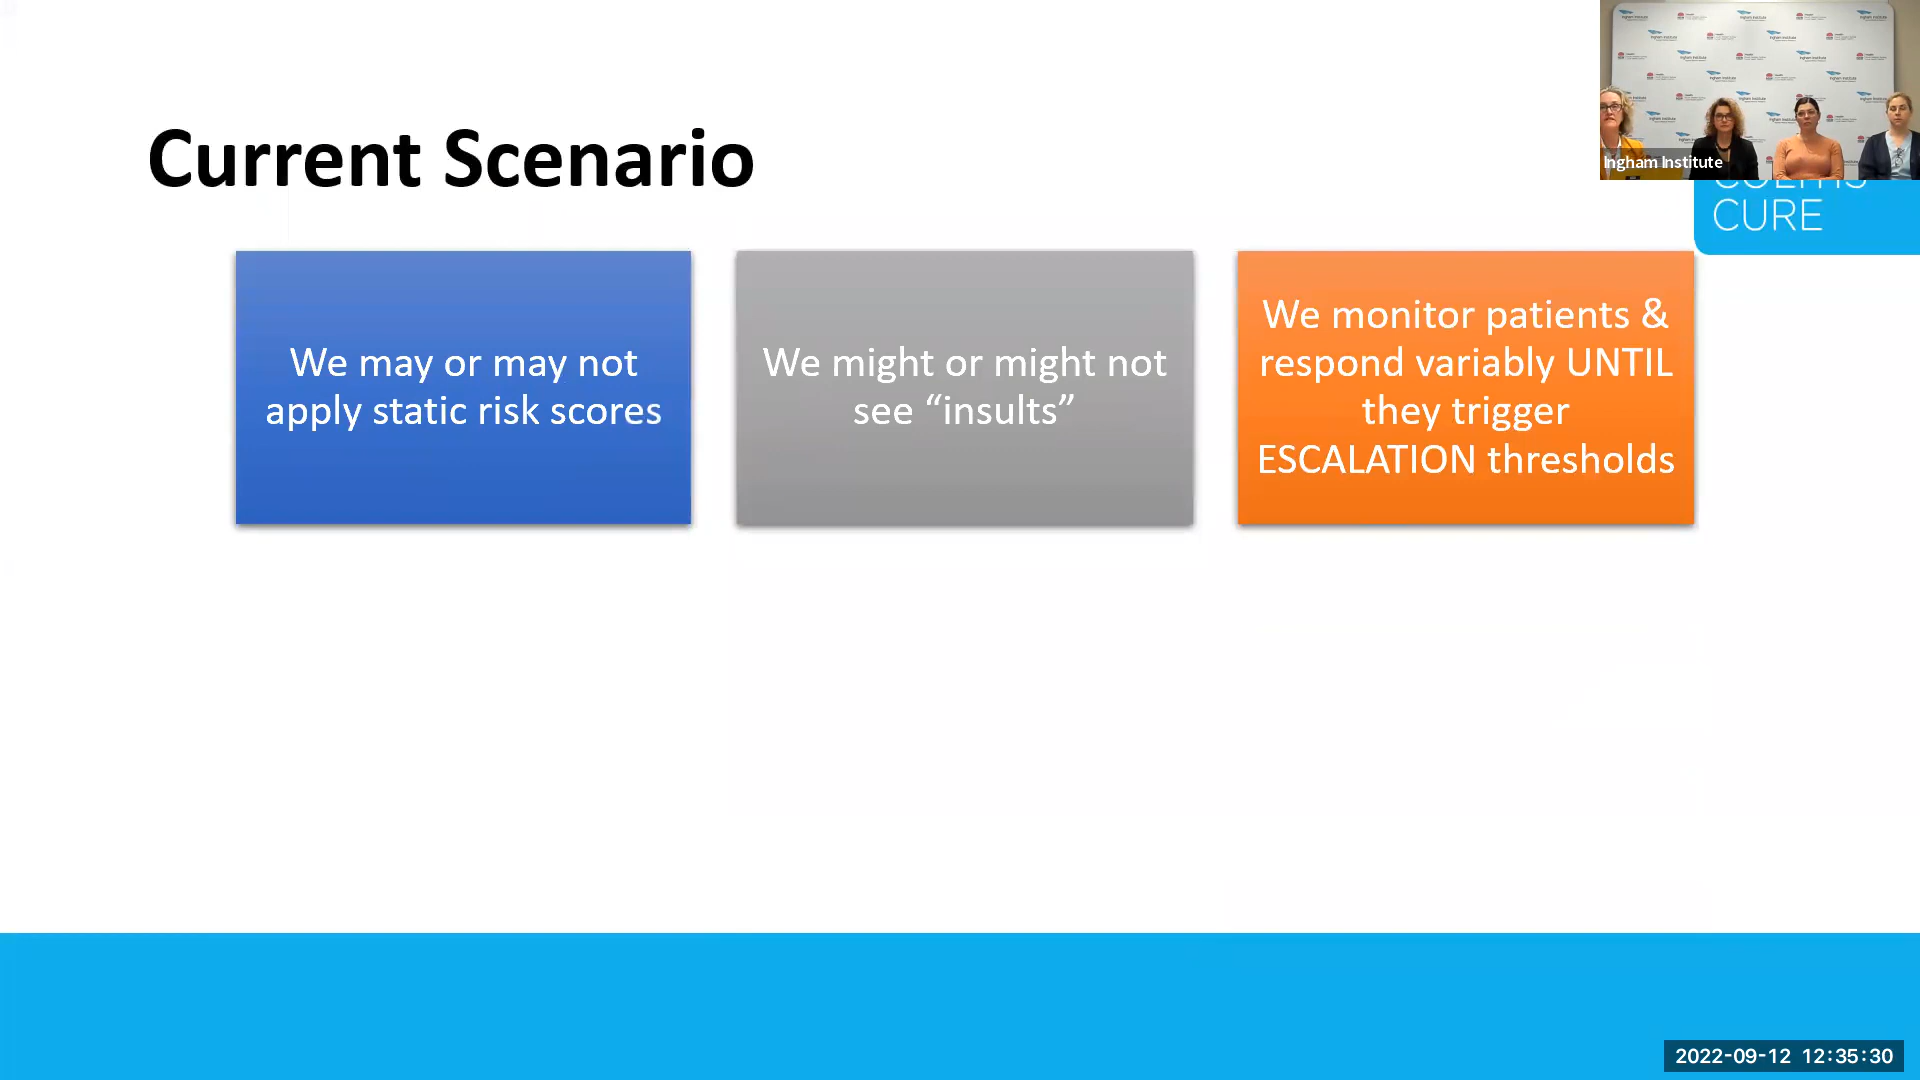 Current Scenario
Ingham Institute
CURE
We may or may not
apply static risk scores
We might or might not
see “insults”
We monitor patients &
respond variably UNTIL
they trigger
ESCALATION thresholds
2022-09-12 12:35:30